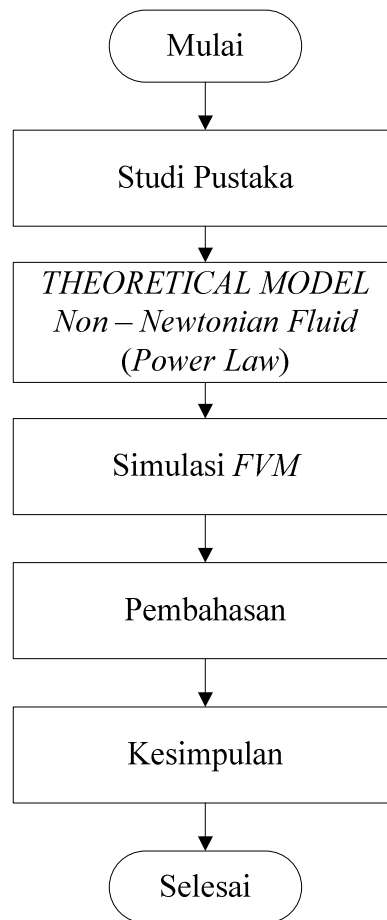 Mulai
Studi Pustaka
THEORETICAL MODEL
Non – Newtonian Fluid
(Power Law)
Simulasi FVM
Pembahasan
Kesimpulan
Selesai